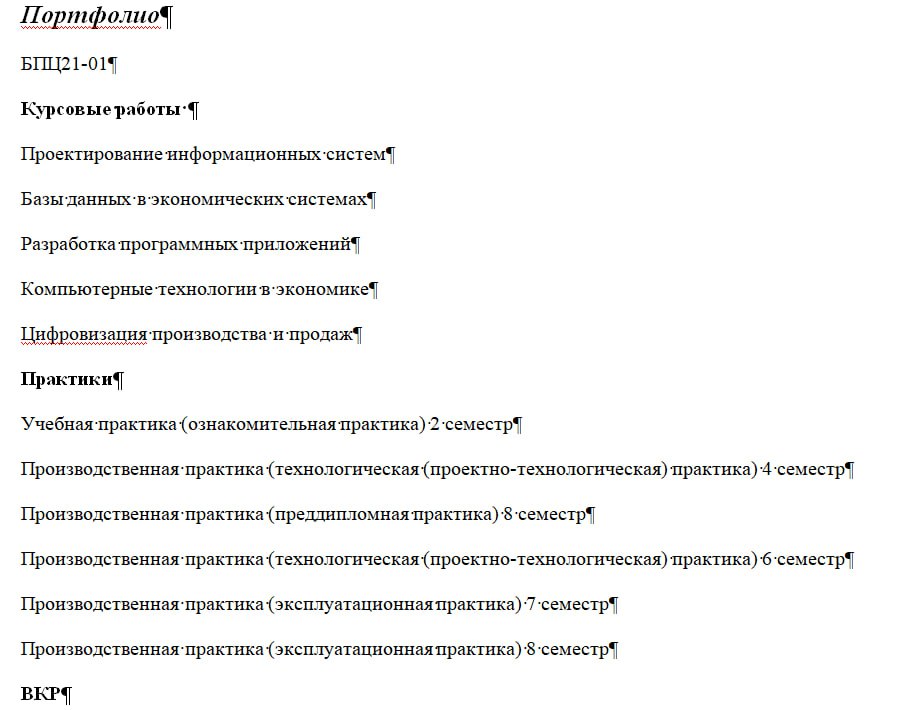 Портфолио¶
БПЦ21-01¶
Курсовые·работы·¶
Проектирование·информационных·систем¶
Базы·данных·в·экономических·системах¶
Разработка·программных·приложений¶
Компьютерные·технологии·в·экономике¶
Цифровизация·производства·и·продаж¶
Практики¶
Учебная·практика·(ознакомительная·практика)·2·семестр¶
Производственная·практика·(технологическая·(проектно-технологическая)·практика)·4·семестр¶
Производственная·практика·(преддипломная·практика)·8·семестр¶
Производственная·практика·(технологическая·(проектно-технологическая)·практика)·6·семестр¶
Производственная·практика·(эксплуатационная·практика)·7·семестр¶
Производственная·практика·(эксплуатационная·практика)·8·семестр¶
ВКР¶